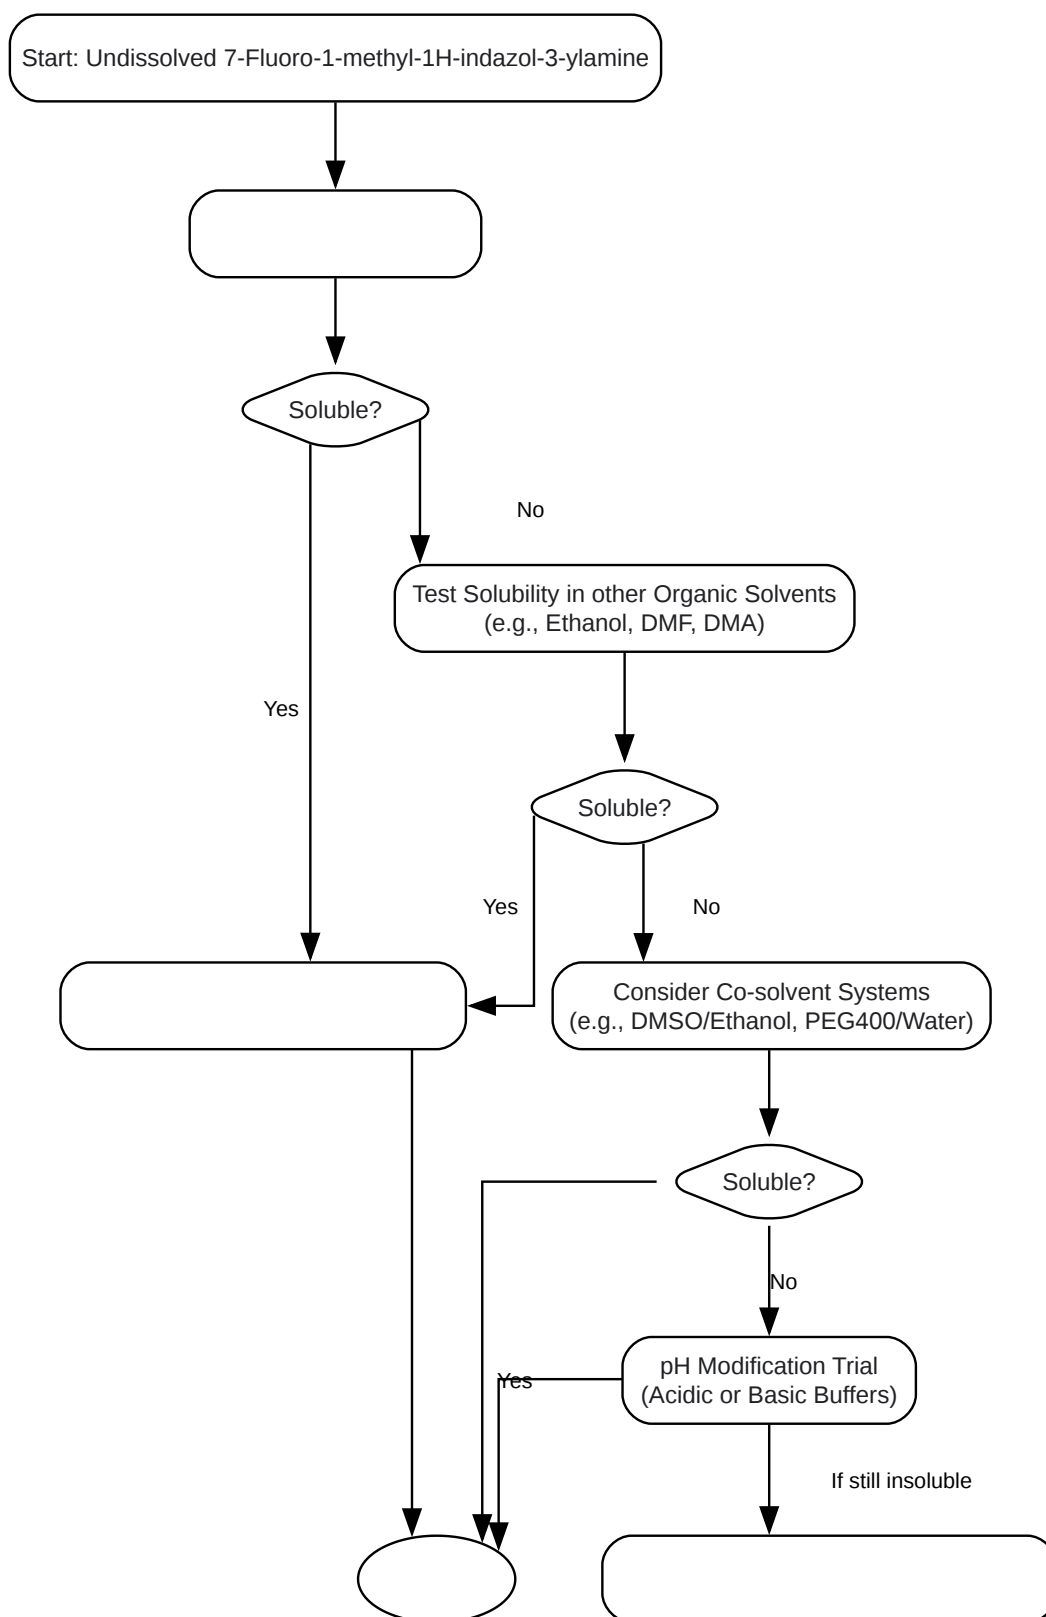 Start: Undissolved 7-Fluoro-1-methyl-1H-indazol-3-ylamine
Soluble?
No
Test Solubility in other Organic Solvents
(e.g., Ethanol, DMF, DMA)
Yes
Soluble?
Yes
No
Consider Co-solvent Systems
(e.g., DMSO/Ethanol, PEG400/Water)
Soluble?
No
pH Modification Trial
(Acidic or Basic Buffers)
Yes
If still insoluble